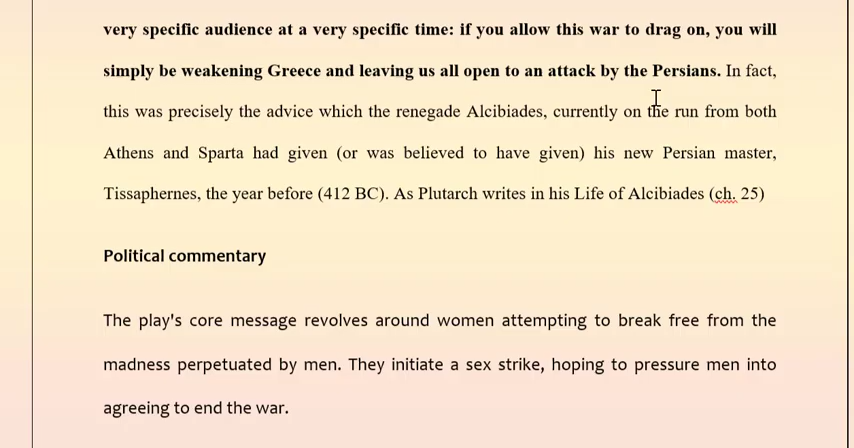 very specific audience at a very specific time: if you allow this war to drag on, you will
simply be weakening Greece and leaving us all open to an attack by the Persians. In fact,
this was precisely the advice which the renegade Alcibiades, currently on the run from both
Athens and Sparta had given (or was believed to have given) his new Persian master,
Tissaphernes, the year before (412 BC). As Plutarch writes in his Life of Alcibiades (ch. 25)
Political commentary
The play's core message revolves around women attempting to break free from the
madness perpetuated by men. They initiate a sex strike, hoping to pressure men into
agreeing to end the war.